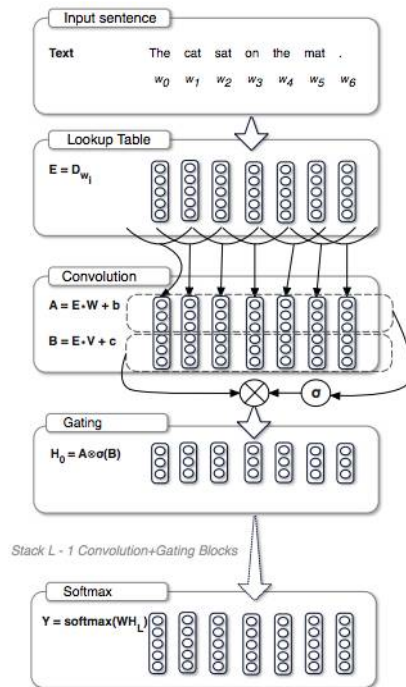 Input sentence
Text The cat sat on the mat .
w0 w1 w2 w3 w4 w5 w6
Lookup Table
E = Dwi
Convolution
A = E*W + b
B = E*V + c
σ
Gating
H0 = A⊗σ(B)
Stack L - 1 Convolution+Gating Blocks
Softmax
Y = softmax(WHL)